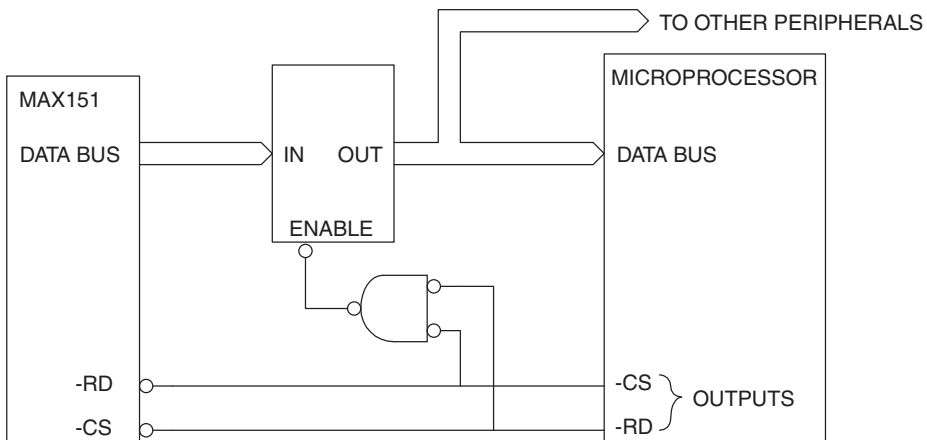 TO OTHER PERIPHERALS
MICROPROCESSOR
MAX151
DATA BUS
IN OUT
DATA BUS
ENABLE
-RD
-CS
OUTPUTS
-CS
-RD